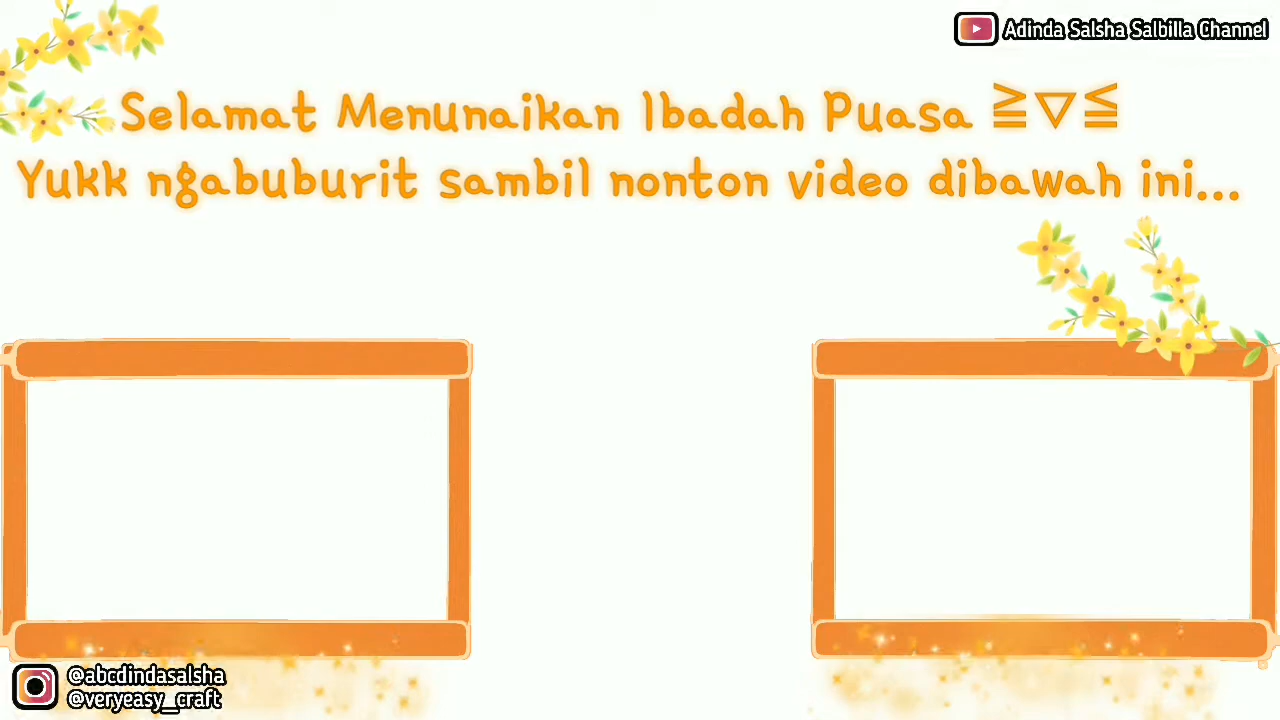 Adinda Salsha Salbilla Channel
Selamat Menunaikan Ibadah Puasa ≧▽≦
Yukk ngabuburit sambil nonton video dibawah ini...
@abcdindasalsha
@veryeasy_craft